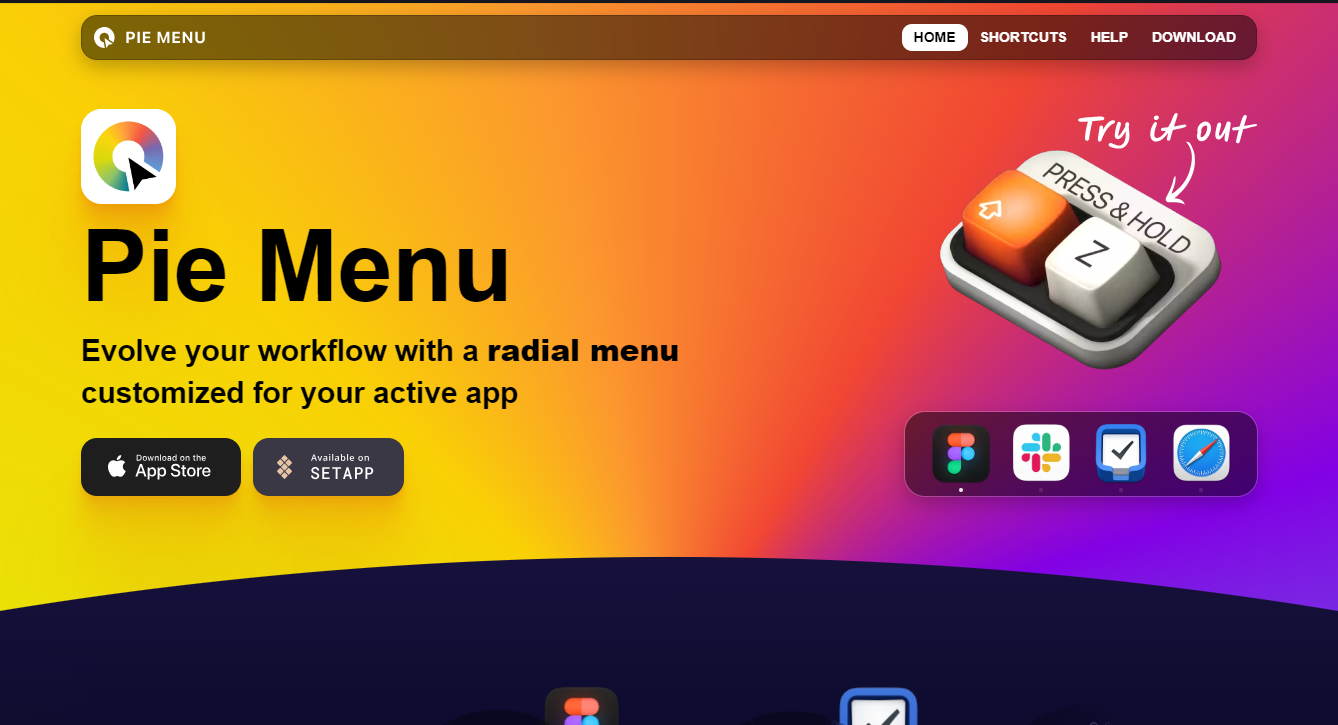 PIE MENU
HOME
SHORTCUTS
HELP
DOWNLOAD
Try it out
PRESS & HOLD
Z
Pie Menu
Evolve your workflow with a radial menu
customized for your active app
Download on the
App Store
Available on
SETAPP